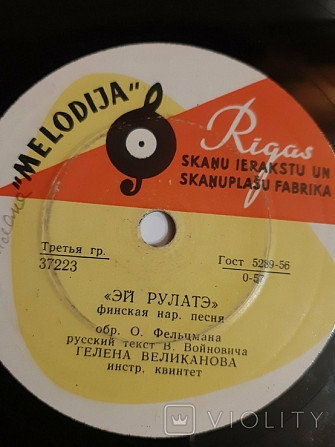 "MELODIJA"
Rigas
SKAŅU IERAKSTU UN
SKAŅUPLAŠU FABRIKA
Третья гр.
37223
Гост 5289-56
0-57
«ЭЙ РУЛАТЭ»
финская нар. песня
обр. О. Фельцмана
русский текст В. Войновича
ГЕЛЕНА ВЕЛИКАНОВА
инстр. квинтет
VIOLITY